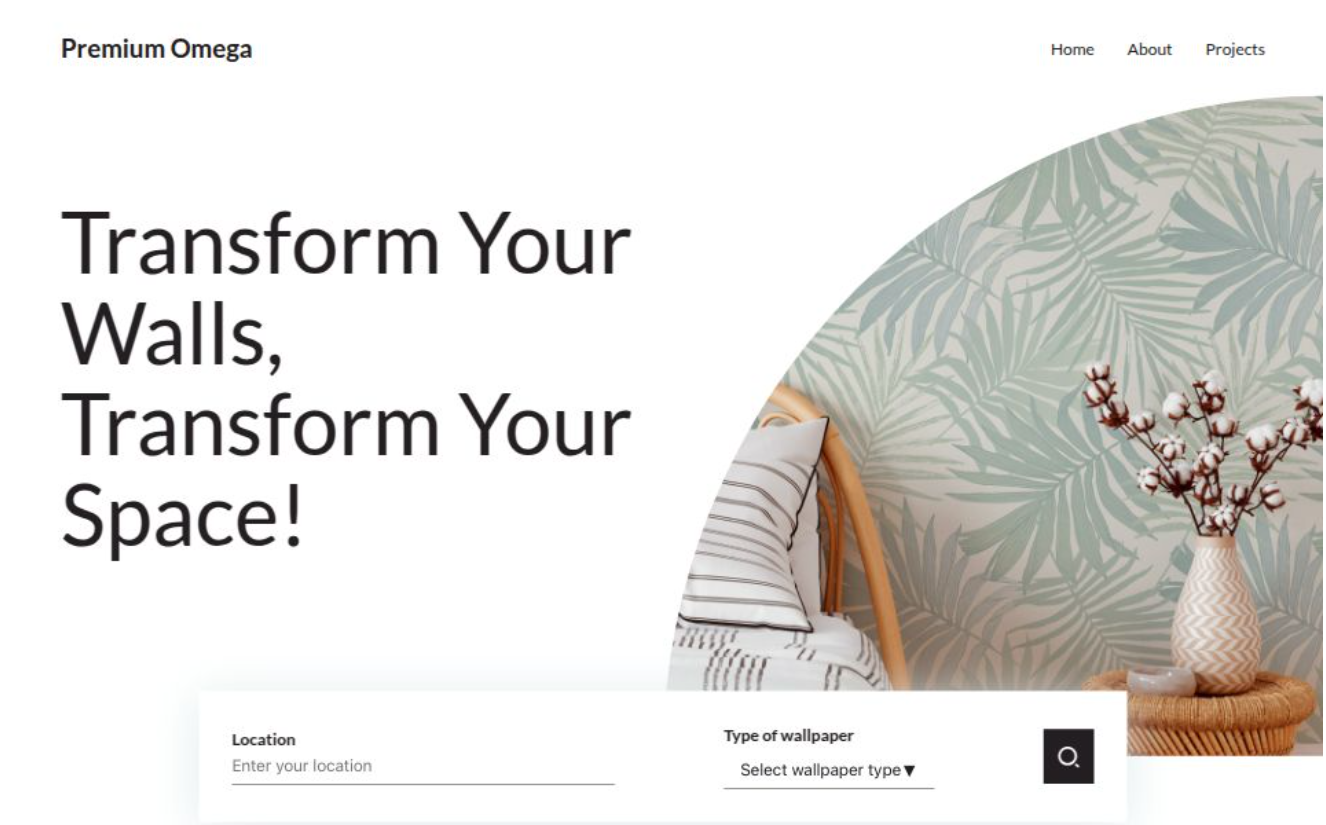 Premium Omega
Home About Projects
Transform Your
Walls,
Transform Your
Space!
Location
Enter your location
Type of wallpaper
Select wallpaper type▼